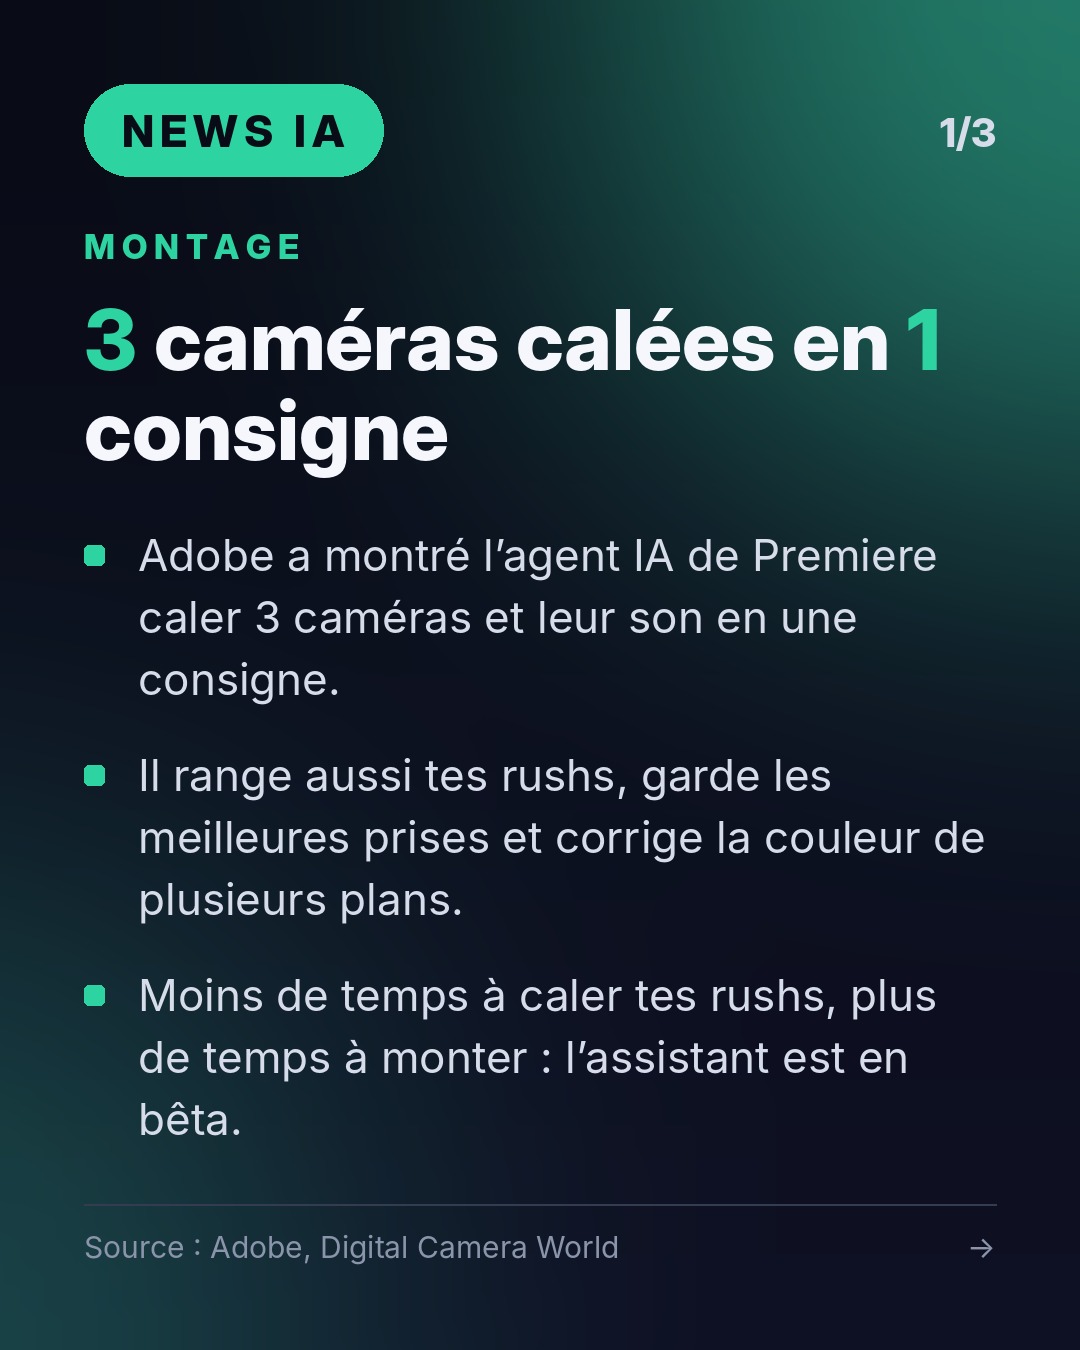 NEWS IA
1/3
MONTAGE
3 caméras calées en 1
consigne
Adobe a montré l’agent IA de Premiere
caler 3 caméras et leur son en une
consigne.
Il range aussi tes rushs, garde les
meilleures prises et corrige la couleur de
plusieurs plans.
Moins de temps à caler tes rushs, plus
de temps à monter : l’assistant est en
bêta.
Source : Adobe, Digital Camera World
→